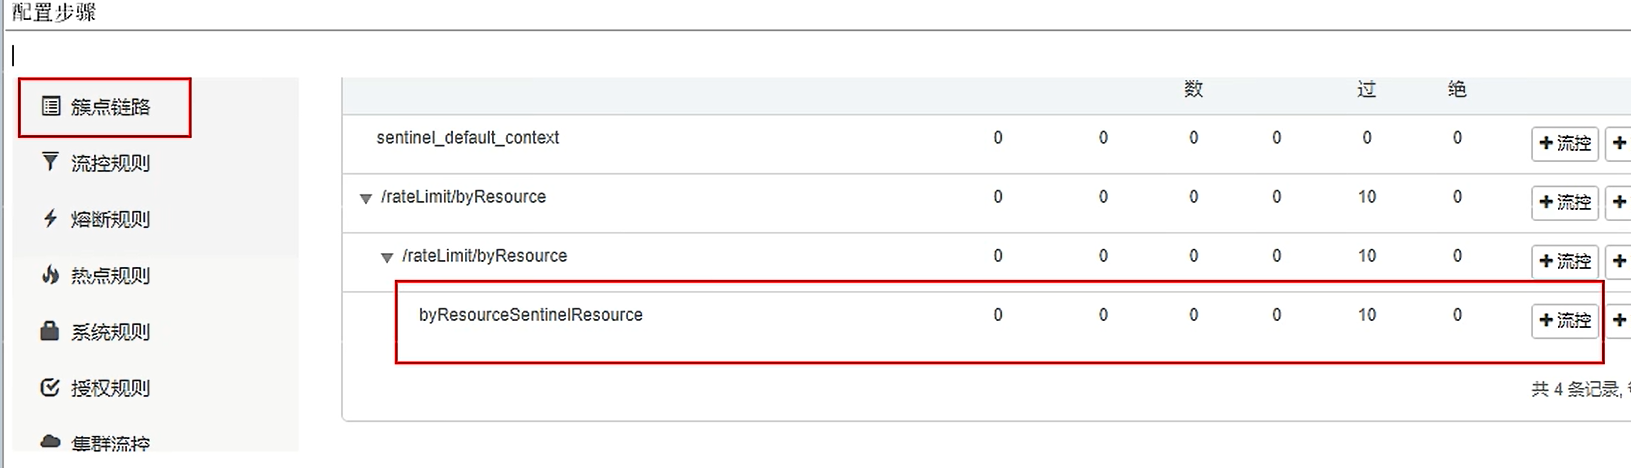 配置步骤
簇点链路
流控规则
熔断规则
热点规则
系统规则
授权规则
集群流控
数 过 绝
sentinel_default_context 0 0 0 0 0 0 流控
/rateLimit/byResource 0 0 0 0 10 0 流控
/rateLimit/byResource 0 0 0 0 10 0 流控
byResourceSentinelResource 0 0 0 0 10 0 流控
共 4 条记录,